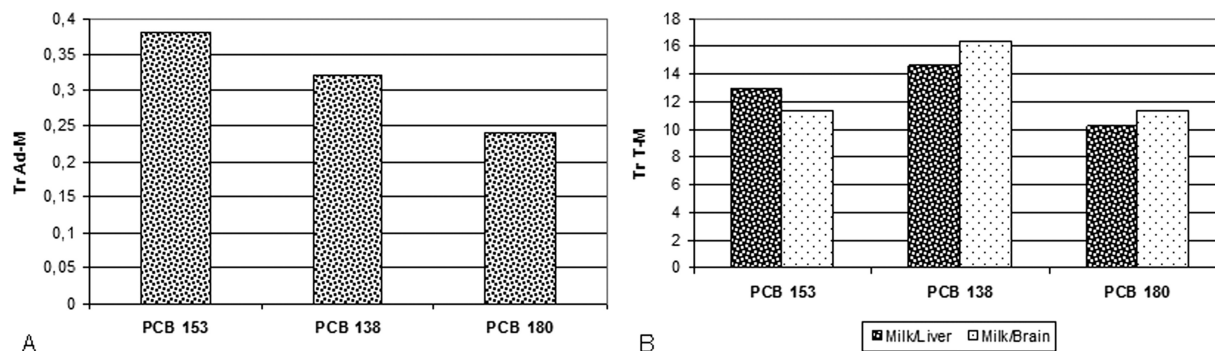 Tr Ad-M
0,4
0,35
0,3
0,25
0,2
0,15
0,1
0,05
0
PCB 153 PCB 138 PCB 180
A
Tr T-M
18
16
14
12
10
8
6
4
2
0
PCB 153 PCB 138 PCB 180
Milk/Liver Milk/Brain
B